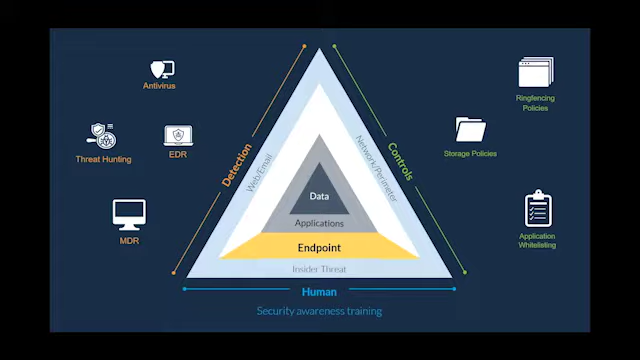 Antivirus
Threat Hunting
EDR
MDR
Detection
Web/Email
Data
Applications
Endpoint
Insider Threat
Network/Perimeter
Controls
Ringfencing
Policies
Storage Policies
Application
Whitelisting
Human
Security awareness training